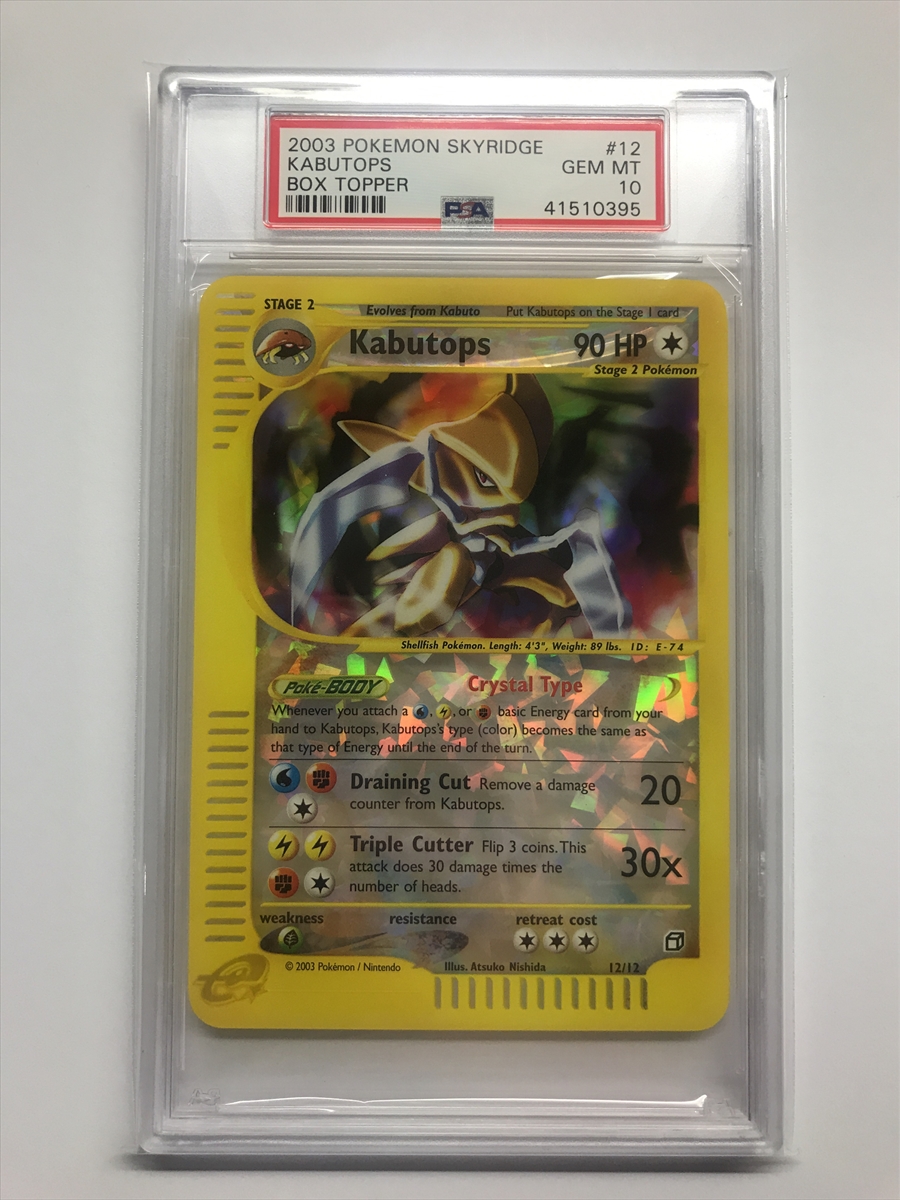 2003 POKEMON SKYRIDGE #12
KABUTOPS GEM MT
BOX TOPPER 10
PSA 41510395
STAGE 2 Evolves from Kabuto Put Kabutops on the Stage 1 card
Kabutops 90 HP
Stage 2 Pokémon
Shellfish Pokémon. Length: 4'3", Weight: 89 lbs. ID: E-74
Poké-BODY Crystal Type
Whenever you attach a , , or basic Energy card from your
hand to Kabutops, Kabutops's type (color) becomes the same as
that type of Energy until the end of the turn.
Draining Cut Remove a damage
counter from Kabutops. 20
Triple Cutter Flip 3 coins. This
attack does 30 damage times the
number of heads. 30x
weakness resistance retreat cost
© 2003 Pokémon / Nintendo Illus. Atsuko Nishida 12/12
e